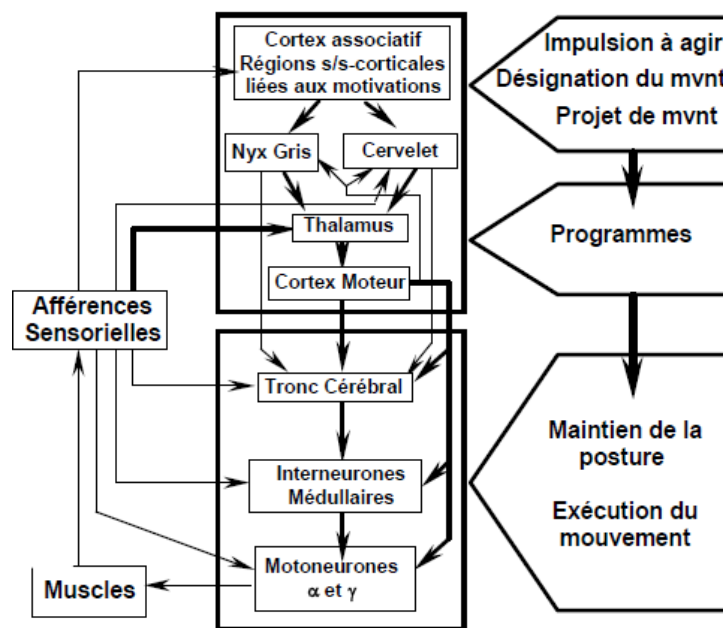 Cortex associatif
Régions s/s-corticales
liées aux motivations
Nyx Gris
Cervelet
Thalamus
Cortex Moteur
Afférences
Sensorielles
Tronc Cérébral
Interneurones
Médullaires
Motoneurones
α et γ
Muscles
Impulsion à agir
Désignation du mvnt
Projet de mvnt
Programmes
Maintien de la
posture
Exécution du
mouvement